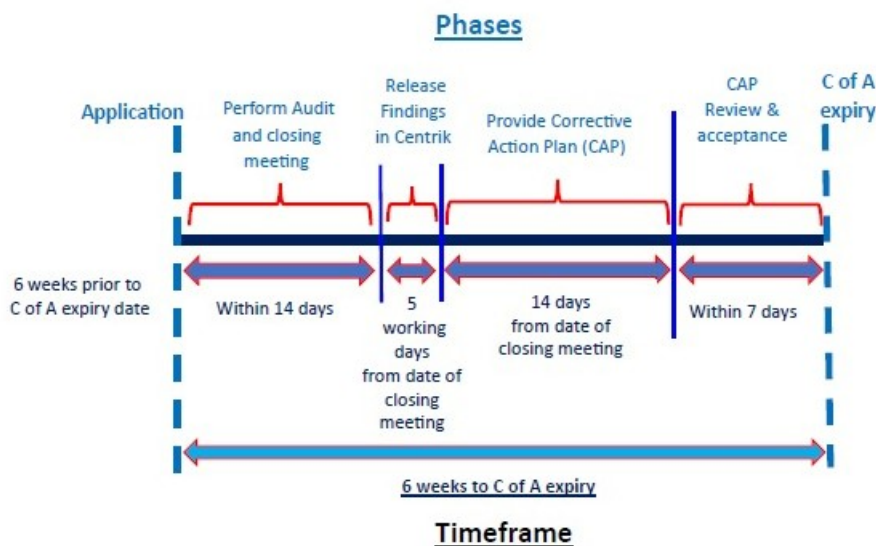 Phases
Application
Perform Audit
and closing
meeting
Release
Findings
in Centrik
Provide Corrective
Action Plan (CAP)
CAP
Review &
acceptance
C of A
expiry
6 weeks prior to
C of A expiry date
Within 14 days
5
working
days
from date of
closing
meeting
14 days
from date of
closing meeting
Within 7 days
6 weeks to C of A expiry
Timeframe